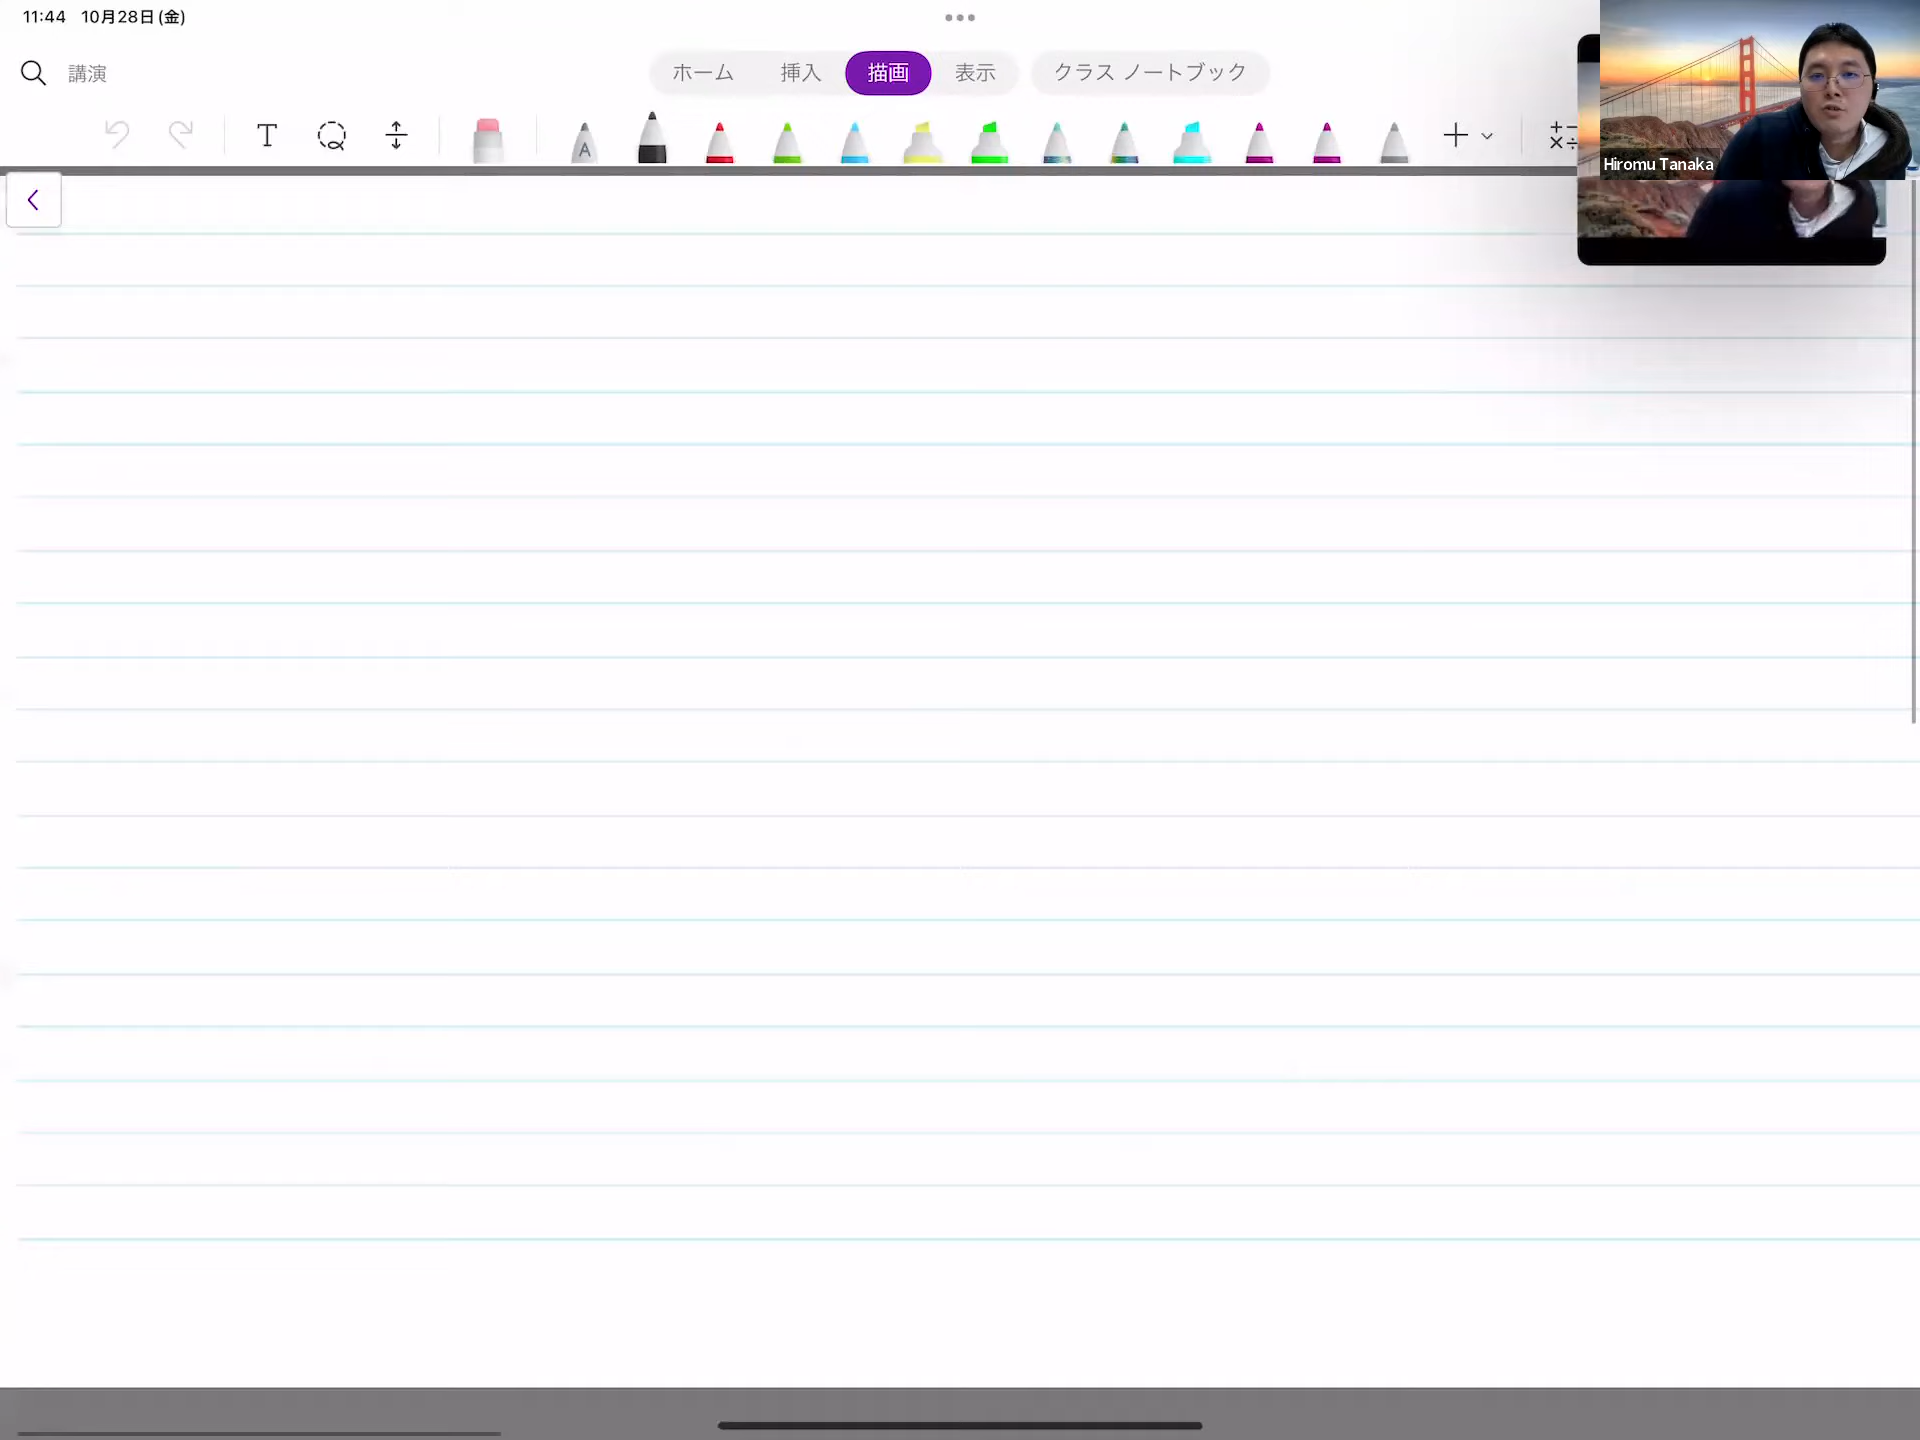 11:44 10月28日(金)
講演
ホーム 挿入 描画 表示 クラス ノートブック
T
A
Hiromu Tanaka